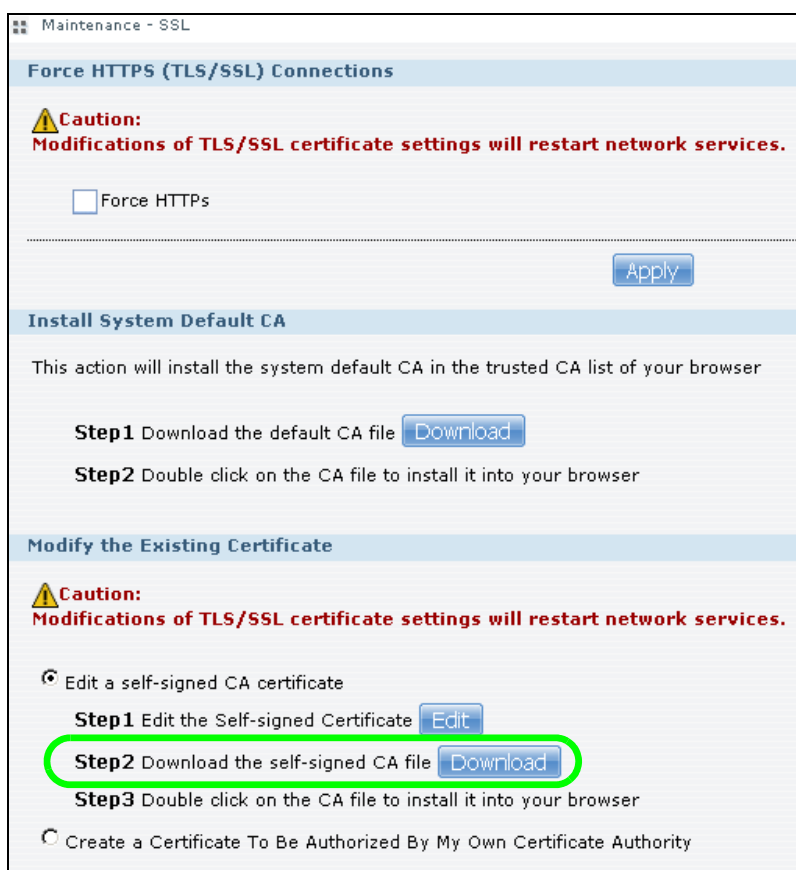 Maintenance - SSL
Force HTTPS (TLS/SSL) Connections
Caution:
Modifications of TLS/SSL certificate settings will restart network services.
Force HTTPs
Apply
Install System Default CA
This action will install the system default CA in the trusted CA list of your browser
Step1 Download the default CA file Download
Step2 Double click on the CA file to install it into your browser
Modify the Existing Certificate
Caution:
Modifications of TLS/SSL certificate settings will restart network services.
Edit a self-signed CA certificate
Step1 Edit the Self-signed Certificate Edit
Step2 Download the self-signed CA file Download
Step3 Double click on the CA file to install it into your browser
Create a Certificate To Be Authorized By My Own Certificate Authority